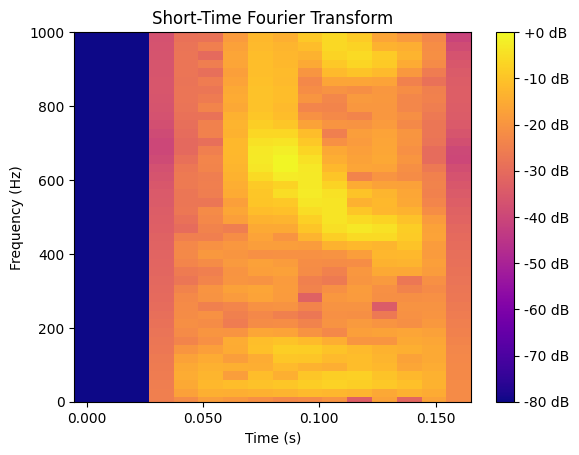 Short-Time Fourier Transform
1000
800
600
400
200
0
Frequency (Hz)
0.000
0.050
0.100
0.150
Time (s)
+0 dB
-10 dB
-20 dB
-30 dB
-40 dB
-50 dB
-60 dB
-70 dB
-80 dB